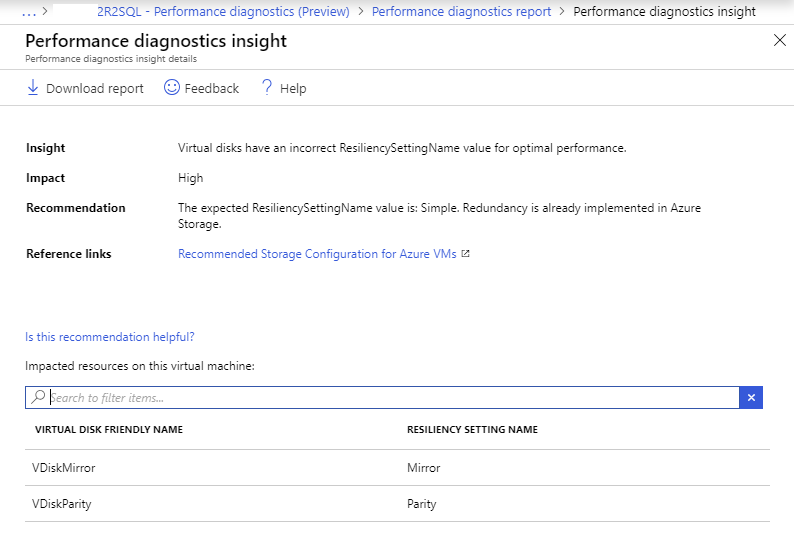 ... > 2R2SQL - Performance diagnostics (Preview) > Performance diagnostics report > Performance diagnostics insight
Performance diagnostics insight
Performance diagnostics insight details
Download report Feedback ? Help
Insight Virtual disks have an incorrect ResiliencySettingName value for optimal performance.
Impact High
Recommendation The expected ResiliencySettingName value is: Simple. Redundancy is already implemented in Azure
Storage.
Reference links Recommended Storage Configuration for Azure VMs
Is this recommendation helpful?
Impacted resources on this virtual machine:
Search to filter items...
VIRTUAL DISK FRIENDLY NAME RESILIENCY SETTING NAME
VDiskMirror Mirror
VDiskParity Parity